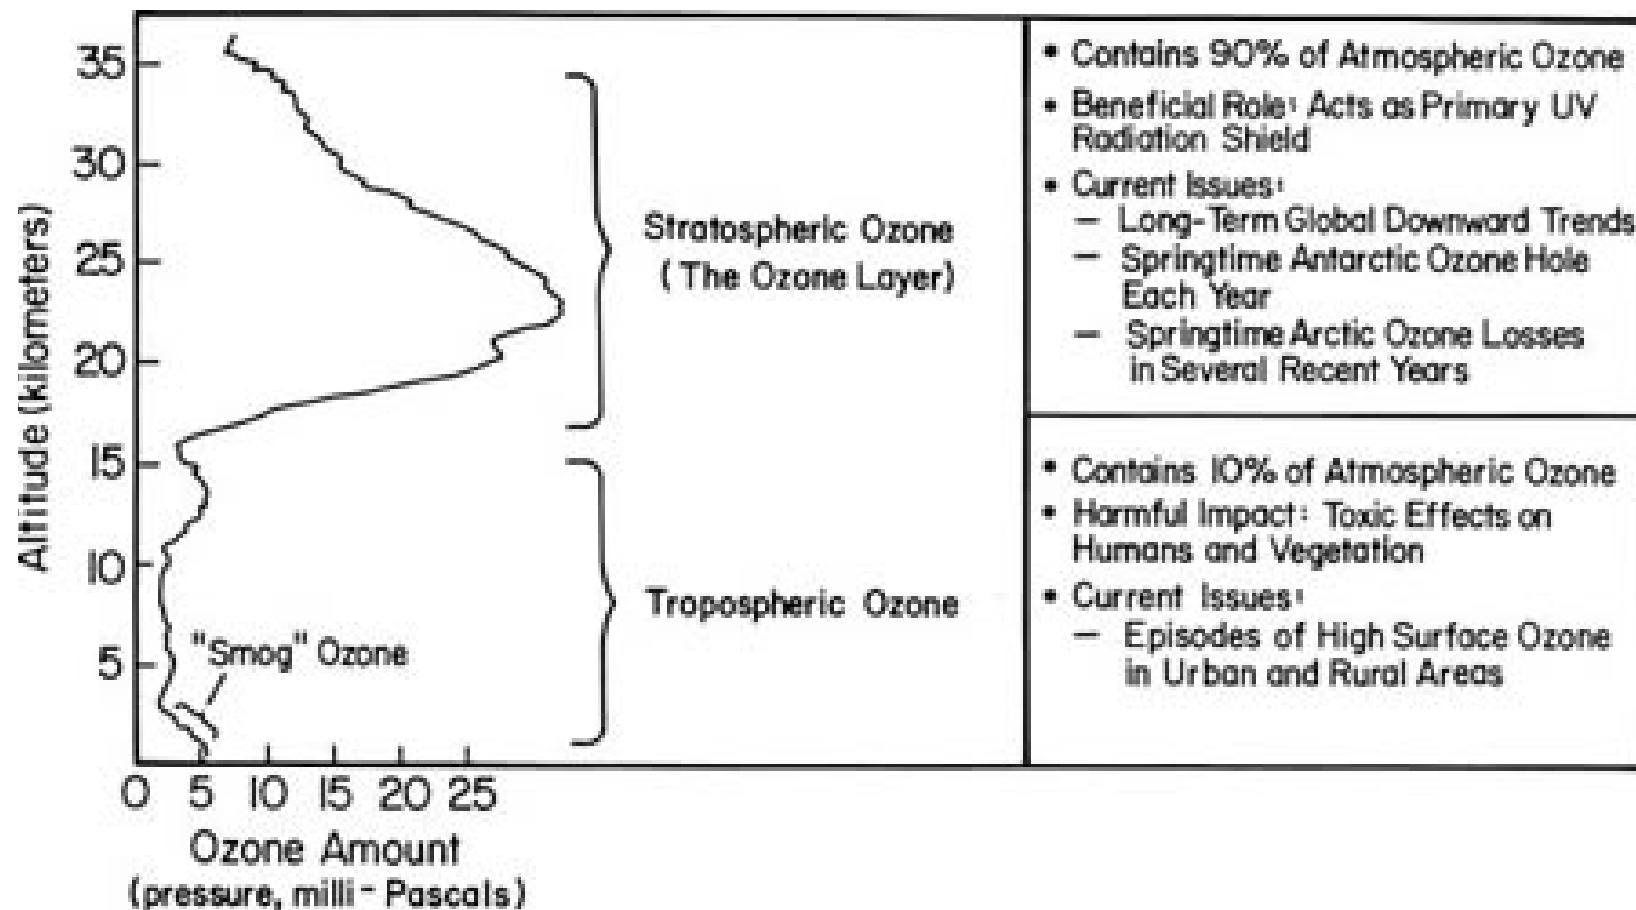 35
30
25
20
15
10
5
Altitude (kilometers)
0 5 10 15 20 25
Ozone Amount
(pressure, milli-Pascals)
"Smog" Ozone
Stratospheric Ozone
(The Ozone Layer)
Tropospheric Ozone
• Contains 90% of Atmospheric Ozone
• Beneficial Role: Acts as Primary UV
Radiation Shield
• Current Issues:
— Long-Term Global Downward Trends
— Springtime Antarctic Ozone Hole
Each Year
— Springtime Arctic Ozone Losses
in Several Recent Years
• Contains 10% of Atmospheric Ozone
• Harmful Impact: Toxic Effects on
Humans and Vegetation
• Current Issues:
— Episodes of High Surface Ozone
in Urban and Rural Areas